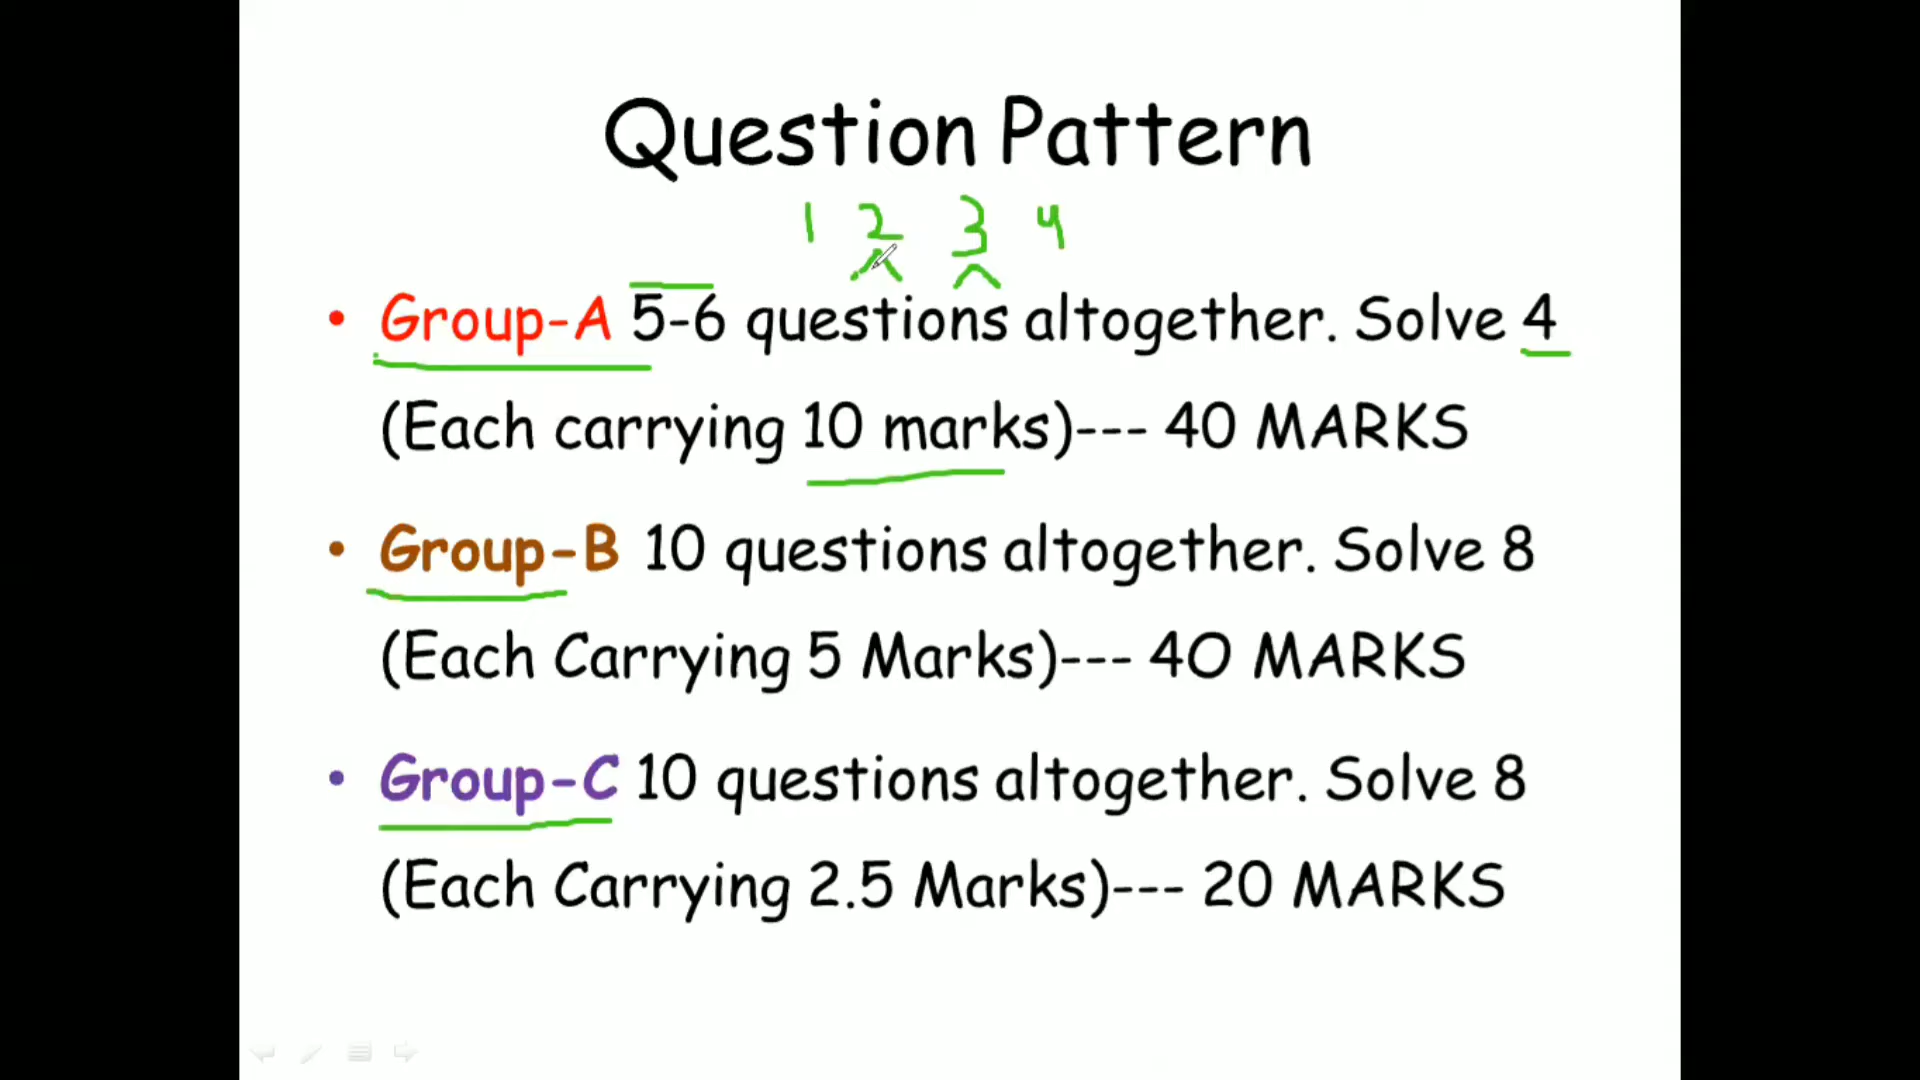 Question Pattern
1 2 3 4
• Group-A 5-6 questions altogether. Solve 4
(Each carrying 10 marks)--- 40 MARKS
• Group-B 10 questions altogether. Solve 8
(Each Carrying 5 Marks)--- 40 MARKS
• Group-C 10 questions altogether. Solve 8
(Each Carrying 2.5 Marks)--- 20 MARKS